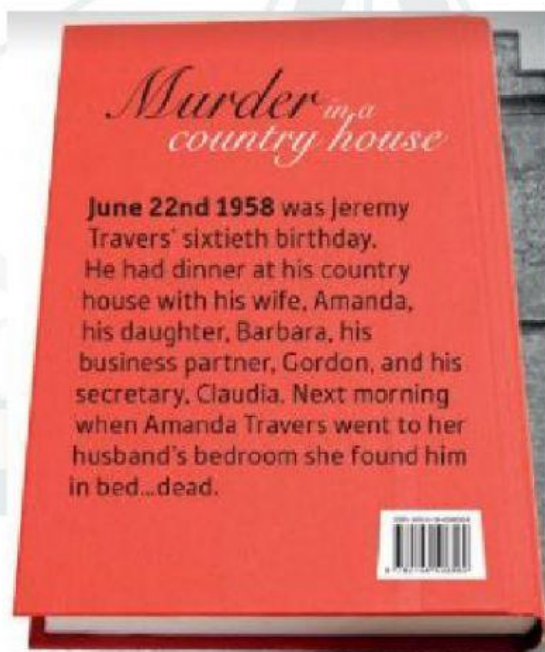 Murder in a
country house
June 22nd 1958 was Jeremy
Travers' sixtieth birthday.
He had dinner at his country
house with his wife, Amanda,
his daughter, Barbara, his
business partner, Gordon, and his
secretary, Claudia. Next morning
when Amanda Travers went to her
husband's bedroom she found him
in bed...dead.